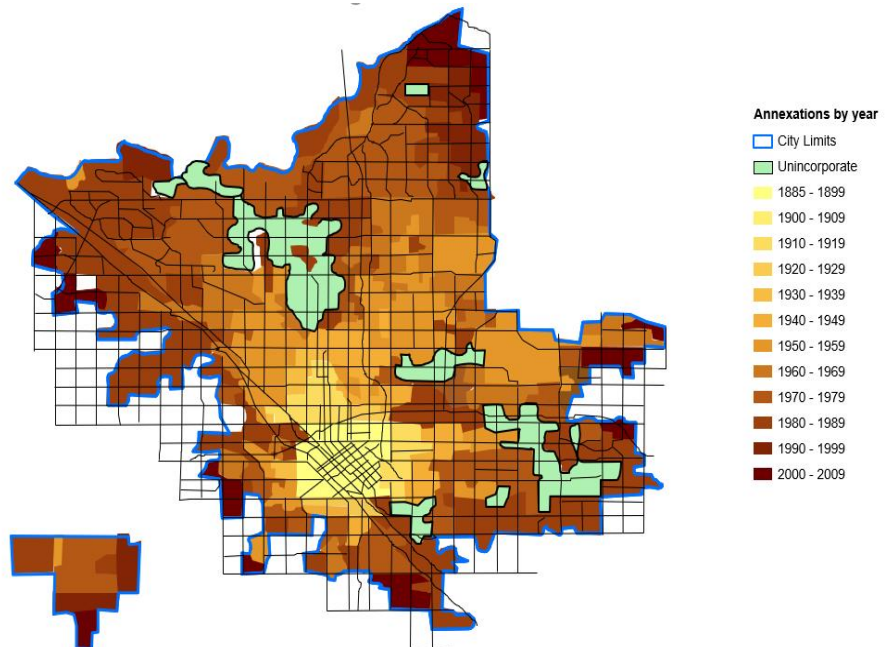 Annexations by year
City Limits
Unincorporate
1885 - 1899
1900 - 1909
1910 - 1919
1920 - 1929
1930 - 1939
1940 - 1949
1950 - 1959
1960 - 1969
1970 - 1979
1980 - 1989
1990 - 1999
2000 - 2009